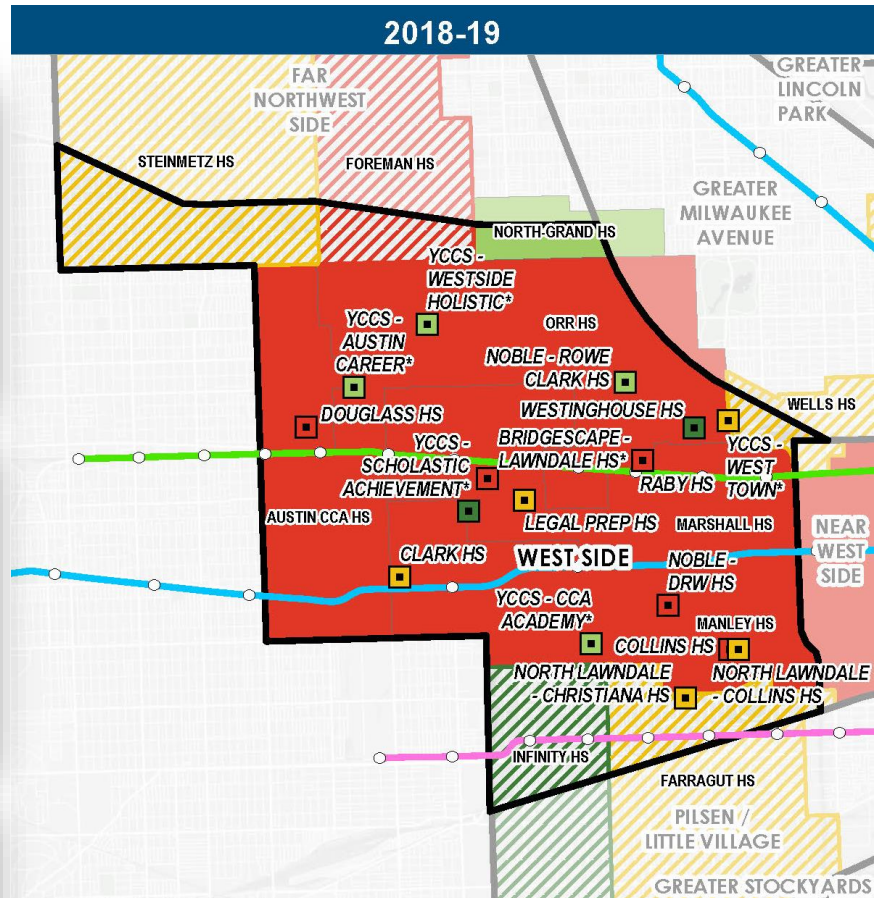 2018-19
FAR
NORTHWEST
SIDE
GREATER
LINCOLN
PARK
STEINMETZ HS
FOREMAN HS
GREATER
MILWAUKEE
AVENUE
NORTH-GRAND HS
YCCS -
WESTSIDE
HOLISTIC*
YCCS -
AUSTIN
CAREER*
ORR HS
NOBLE - ROWE
CLARK HS
DOUGLASS HS
WESTINGHOUSE HS
WELLS HS
YCCS -
SCHOLASTIC
ACHIEVEMENT*
BRIDGESCAPE -
LAWNDALE HS*
RABY HS
YCCS -
WEST
TOWN*
AUSTIN CCA HS
LEGAL PREP HS
MARSHALL HS
NEAR
WEST
SIDE
CLARK HS
WEST SIDE
NOBLE -
DRW HS
YCCS - CCA
ACADEMY*
MANLEY HS
COLLINS HS
NORTH LAWNDALE
- CHRISTIANA HS
NORTH LAWNDALE
- COLLINS HS
INFINITY HS
FARRAGUT HS
PILSEN /
LITTLE VILLAGE
GREATER STOCKYARDS